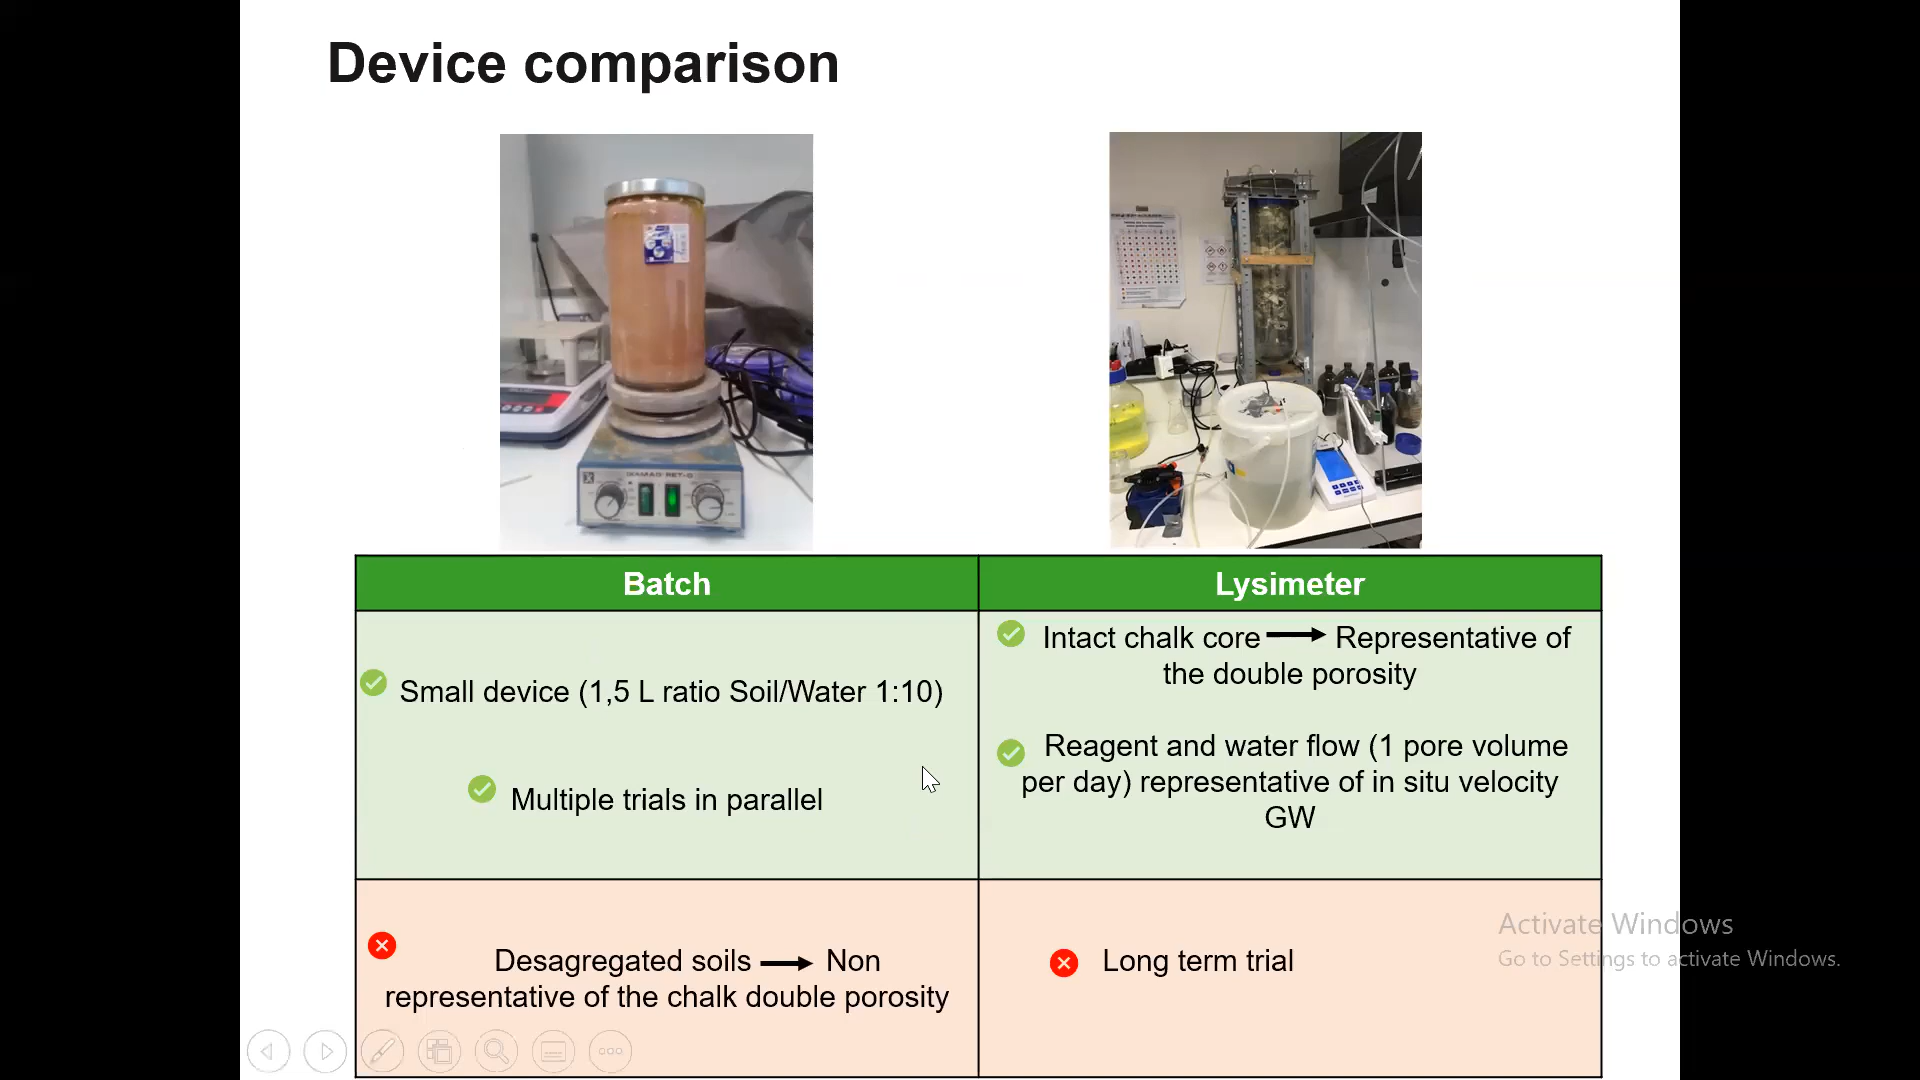 Device comparison
Batch
Lysimeter
Small device (1,5 L ratio Soil/Water 1:10)
Multiple trials in parallel
Intact chalk core → Representative of
the double porosity
Reagent and water flow (1 pore volume
per day) representative of in situ velocity
GW
Desagregated soils → Non
representative of the chalk double porosity
Long term trial
Activate Windows
Go to Settings to activate Windows.